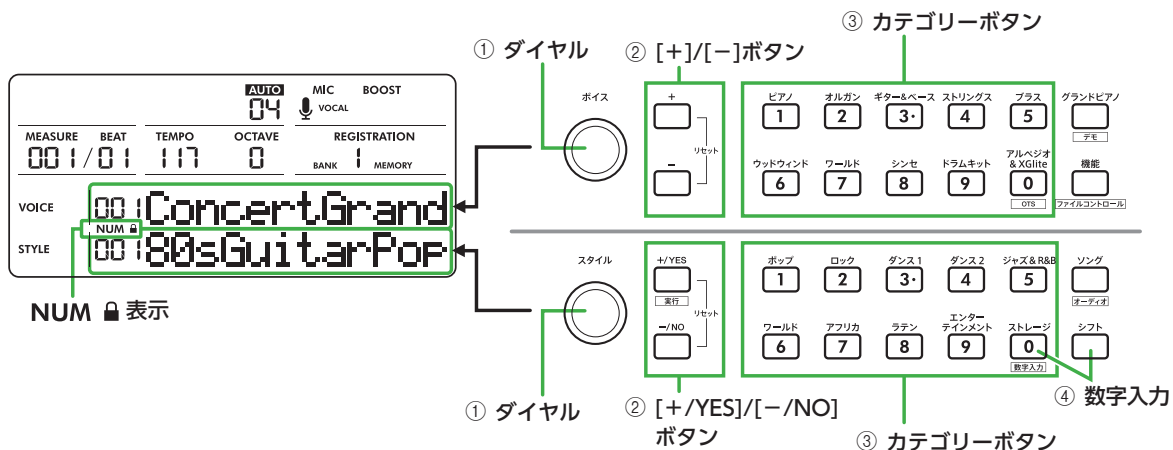 ③ カテゴリーボタン
① ダイヤル
② [+]/[−]ボタン
AUTO
MIC
BOOST
04
VOCAL
MEASURE
BEAT
TEMPO
OCTAVE
REGISTRATION
001/01
117
0
BANK
1
MEMORY
VOICE
001ConcertGrand
NUM
STYLE
00180sGuitarPop
NUM 表示
ボイス
+
−
リセット
ピアノ
オルガン
ギター&ベース
ストリングス
ブラス
グランドピアノ
1
2
3・
4
5
デモ
ウッドウィンド
ワールド
シンセ
ドラムキット
アルペジオ
& XGlite
機能
6
7
8
9
0
OTS
ファイルコントロール
スタイル
+/YES
実行
−/NO
リセット
ポップ
ロック
ダンス 1
ダンス 2
ジャズ & R&B
ソング
1
2
3・
4
5
オーディオ
ワールド
アフリカ
ラテン
エンター
テインメント
ストレージ
シフト
6
7
8
9
0
数字入力
④ 数字入力
① ダイヤル
② [+/YES]/[−/NO]
ボタン
③ カテゴリーボタン